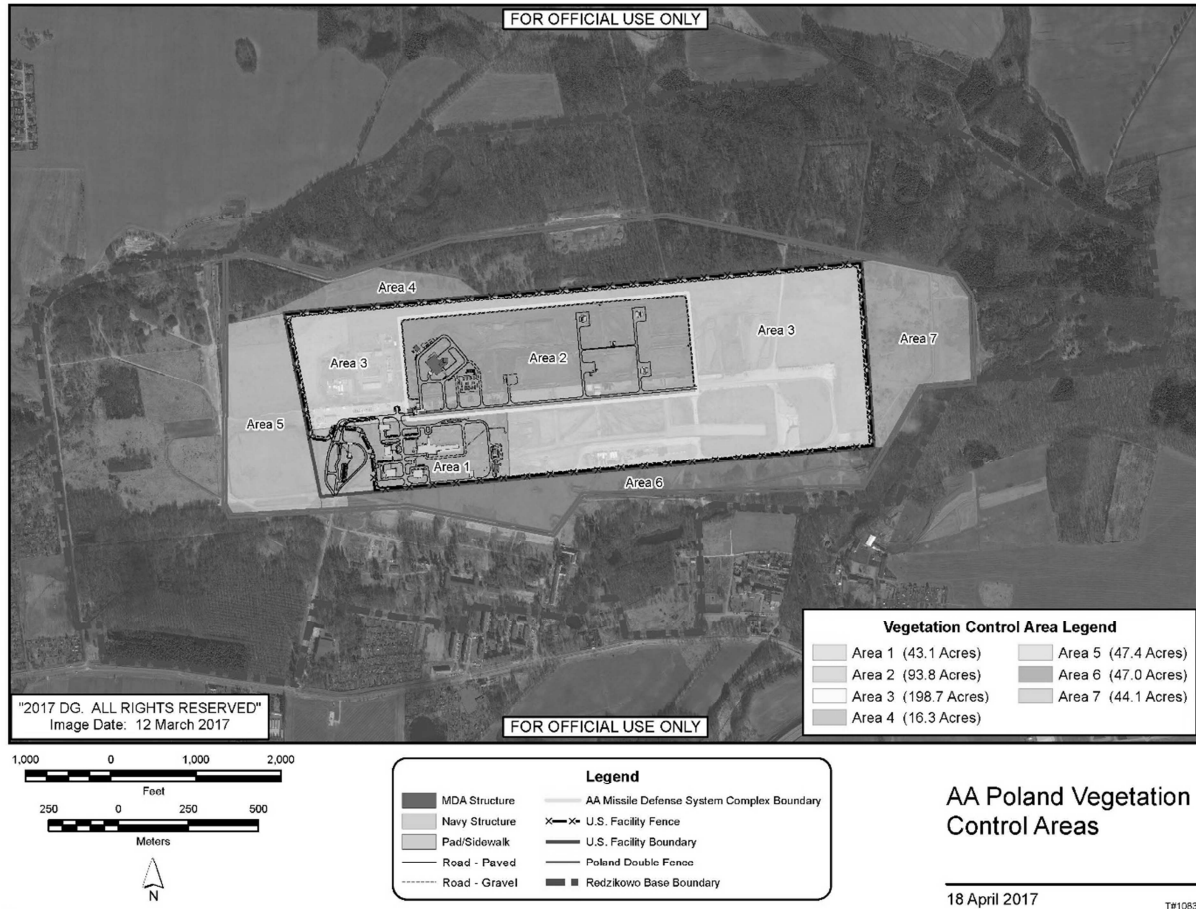 FOR OFFICIAL USE ONLY
Area 4
Area 3
Area 2
Area 3
Area 7
Area 5
Area 1
Area 6
"2017 DG. ALL RIGHTS RESERVED"
Image Date: 12 March 2017
FOR OFFICIAL USE ONLY
Vegetation Control Area Legend
Area 1 (43.1 Acres)
Area 2 (93.8 Acres)
Area 3 (198.7 Acres)
Area 4 (16.3 Acres)
Area 5 (47.4 Acres)
Area 6 (47.0 Acres)
Area 7 (44.1 Acres)
1,000 0 1,000 2,000
Feet
250 0 250 500
Meters
N
Legend
MDA Structure
Navy Structure
Pad/Sidewalk
Road - Paved
Road - Gravel
AA Missile Defense System Complex Boundary
U.S. Facility Fence
U.S. Facility Boundary
Poland Double Fence
Redzikowo Base Boundary
AA Poland Vegetation
Control Areas
18 April 2017
T#1083